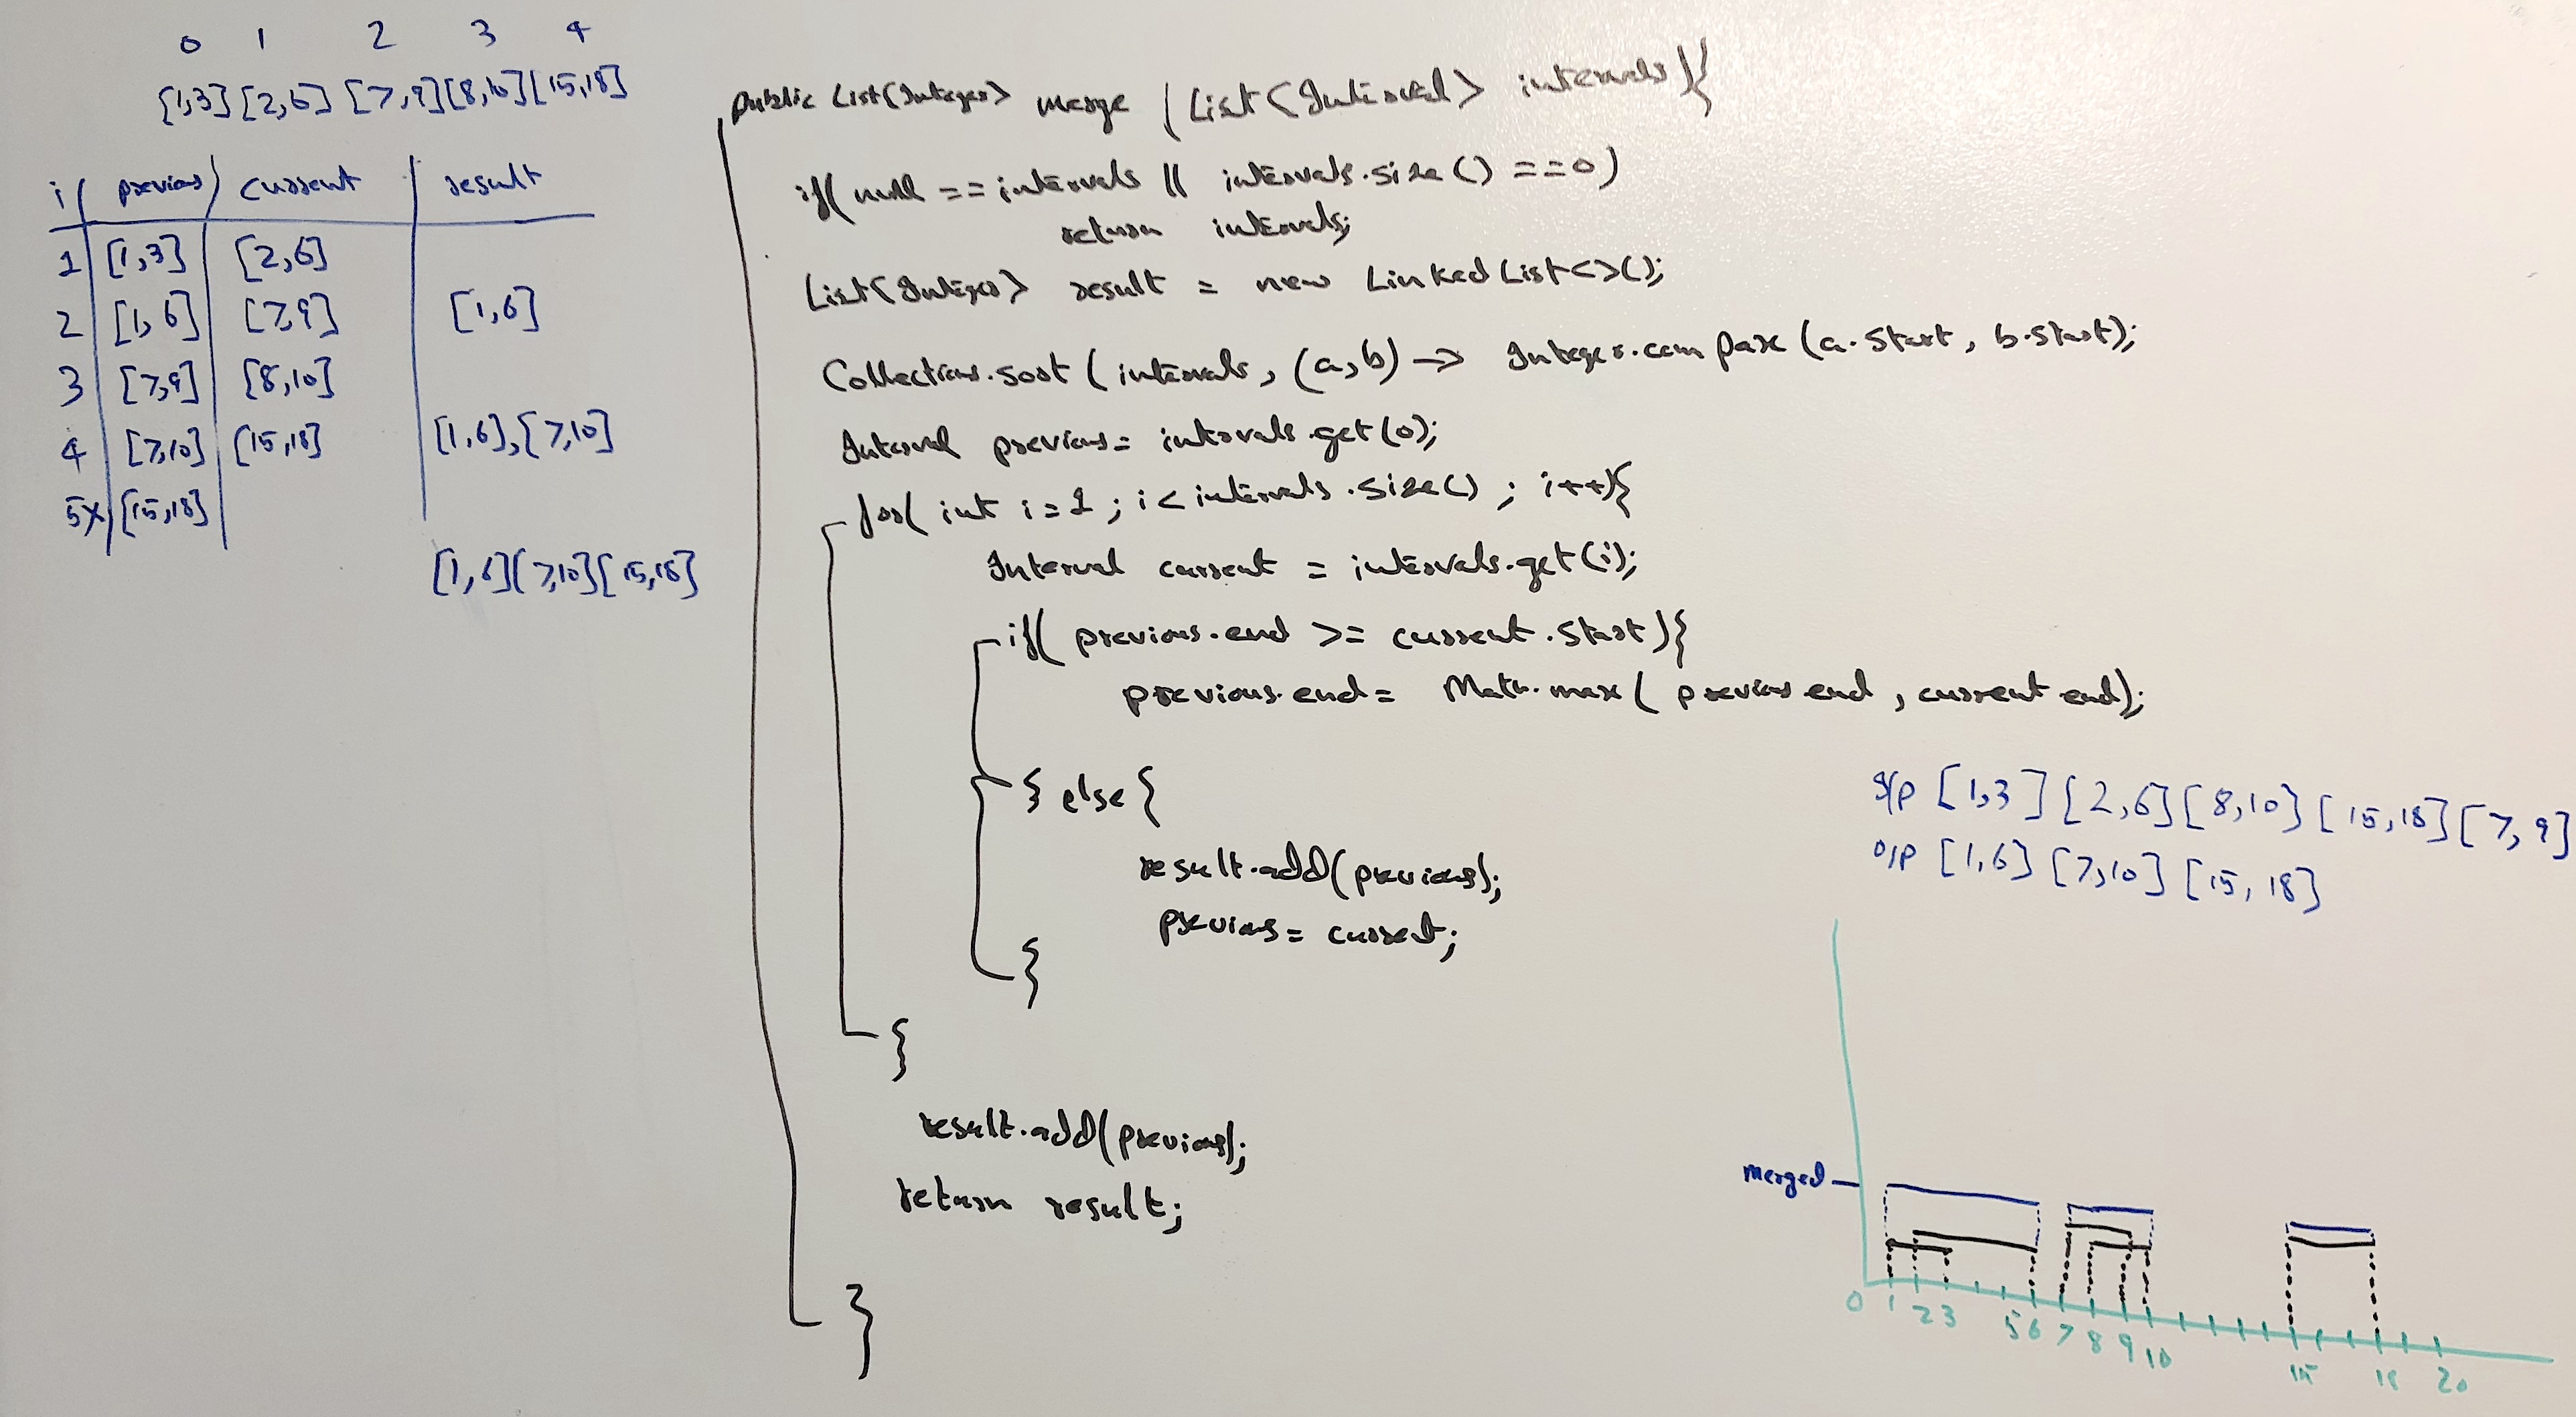 0 1 2 3 4
[1,3] [2,6] [7,9] [8,10] [15,18]
i previous current result
1 [1,3] [2,6]
2 [1,6] [7,9] [1,6]
3 [7,9] [8,10]
4 [7,10] [15,18] [1,6],[7,10]
5x [15,18]
[1,6] [7,10] [15,18]
public List<Integer> merge (List<Interval> intervals){
if(null == intervals || intervals.size() ==0)
return intervals;
List<Integer> result = new LinkedList<>();
Collections.sort (intervals, (a,b) -> Integer.compare (a.start, b.start);
Interval previous= intervals.get(0);
for( int i=1 ; i< intervals.size() ; i++){
Interval current = intervals.get(i);
if( previous.end >= current.start){
previous.end= Math.max( previous end , current end);
} else {
result.add(previous);
previous= current;
}
}
result.add(previous);
return result;
}
I/P [1,3] [2,6] [8,10] [15,18] [7,9]
O/P [1,6] [7,10] [15,18]
merged
0 1 2 3 5 6 7 8 9 10 15 18 20